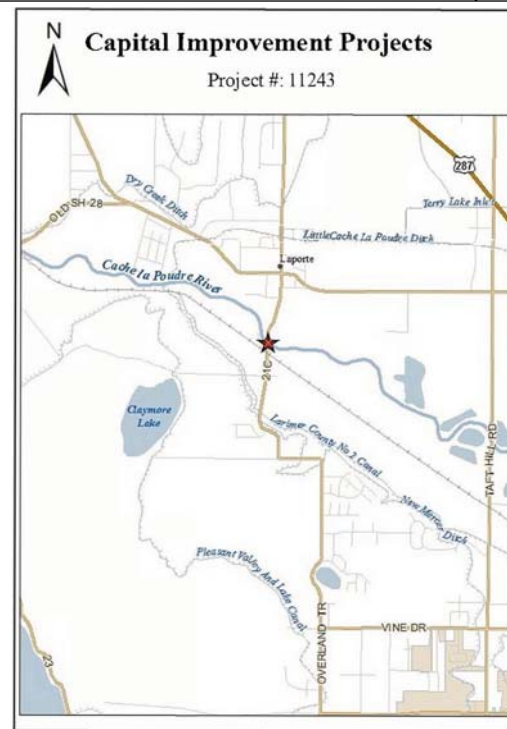 N
Capital Improvement Projects
Project #: 11243
287
Dry Creek Ditch
OLD SH-28
Terry Lake Inlet
LittleCache La Poudre Ditch
Laporte
Cache la Poudre River
21C
Claymore
Lake
Larimer County No 2 Canal
TAFT HILL RD
New Mercer Ditch
Pleasant Valley And Lake Canal
OVERLAND TR
VINE DR
23